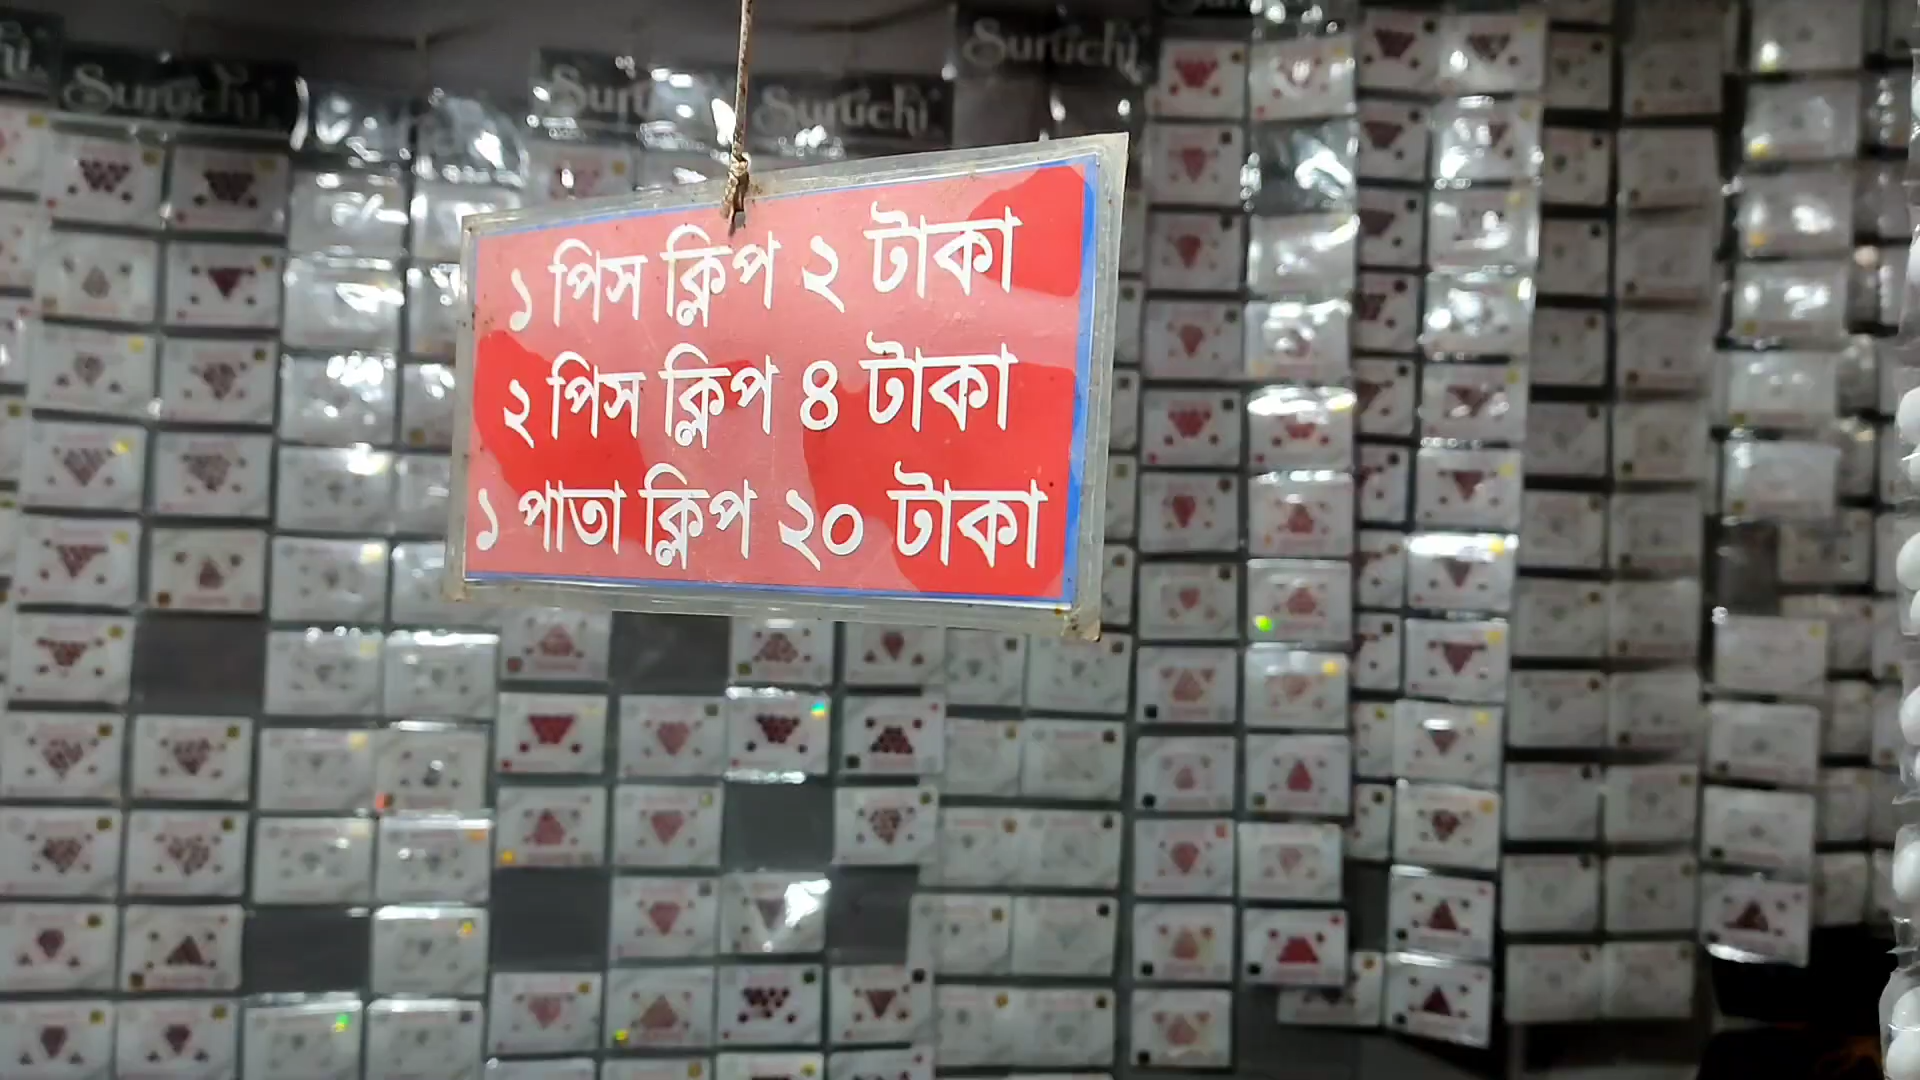 Suruchi
Suruchi
Suruchi
Suruchi
১ পিস ক্লিপ ২ টাকা
২ পিস ক্লিপ ৪ টাকা
১ পাতা ক্লিপ ২০ টাকা